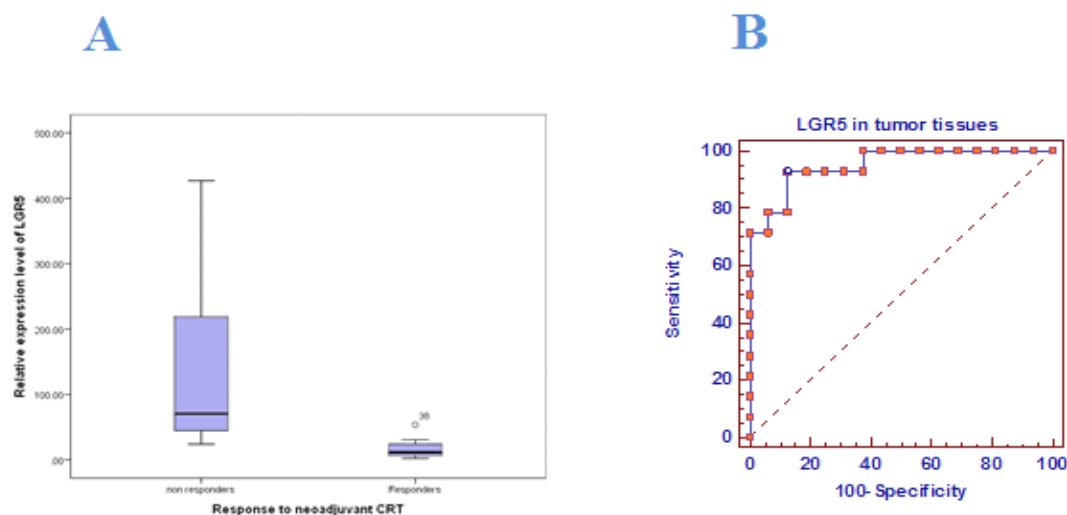 A
B
Relative expression level of LGR5
500.00
400.00
300.00
200.00
100.00
.00
38
non responders
Responders
Response to neoadjuvant CRT
LGR5 in tumor tissues
Sensitivity
100
80
60
40
20
0
0 20 40 60 80 100
100-Specificity